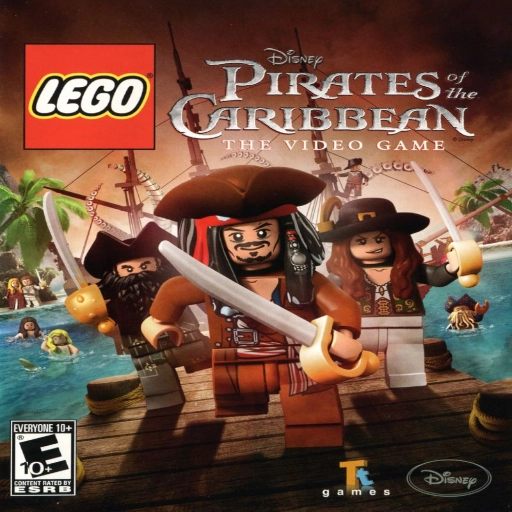 LEGO®
Disney
PIRATES of the
CARIBBEAN
THE VIDEO GAME
EVERYONE 10+
E®
10+
CONTENT RATED BY
ESRB
Tt
games
Disney